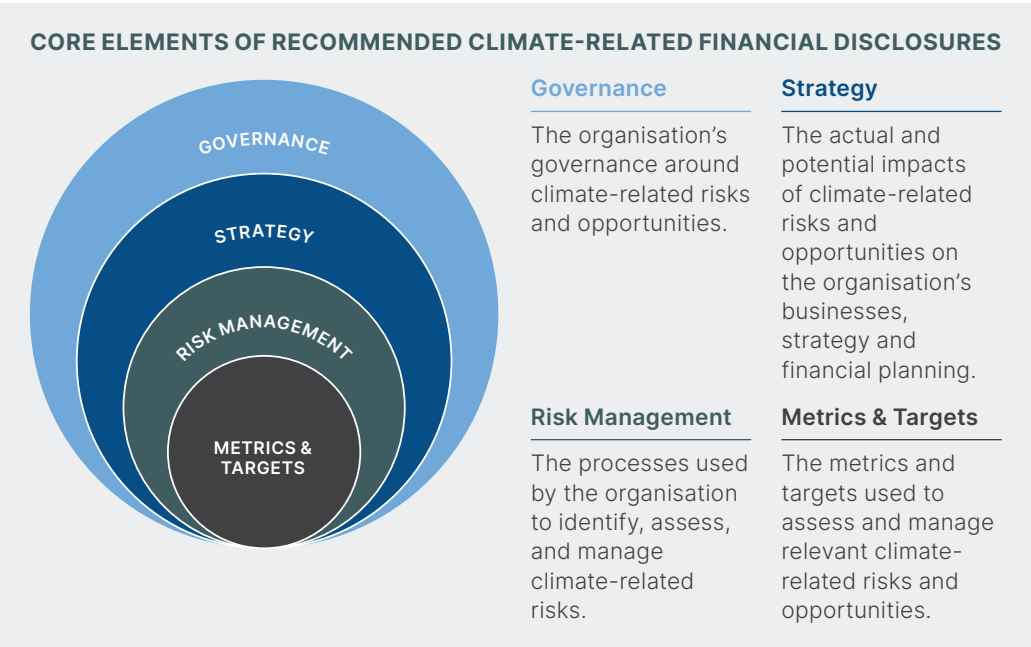 CORE ELEMENTS OF RECOMMENDED CLIMATE-RELATED FINANCIAL DISCLOSURES
GOVERNANCE
STRATEGY
RISK MANAGEMENT
METRICS &
TARGETS
Governance
The organisation’s
governance around
climate-related risks
and opportunities.
Strategy
The actual and
potential impacts
of climate-related
risks and
opportunities on
the organisation’s
businesses,
strategy and
financial planning.
Risk Management
The processes used
by the organisation
to identify, assess,
and manage
climate-related
risks.
Metrics & Targets
The metrics and
targets used to
assess and manage
relevant climate-
related risks and
opportunities.